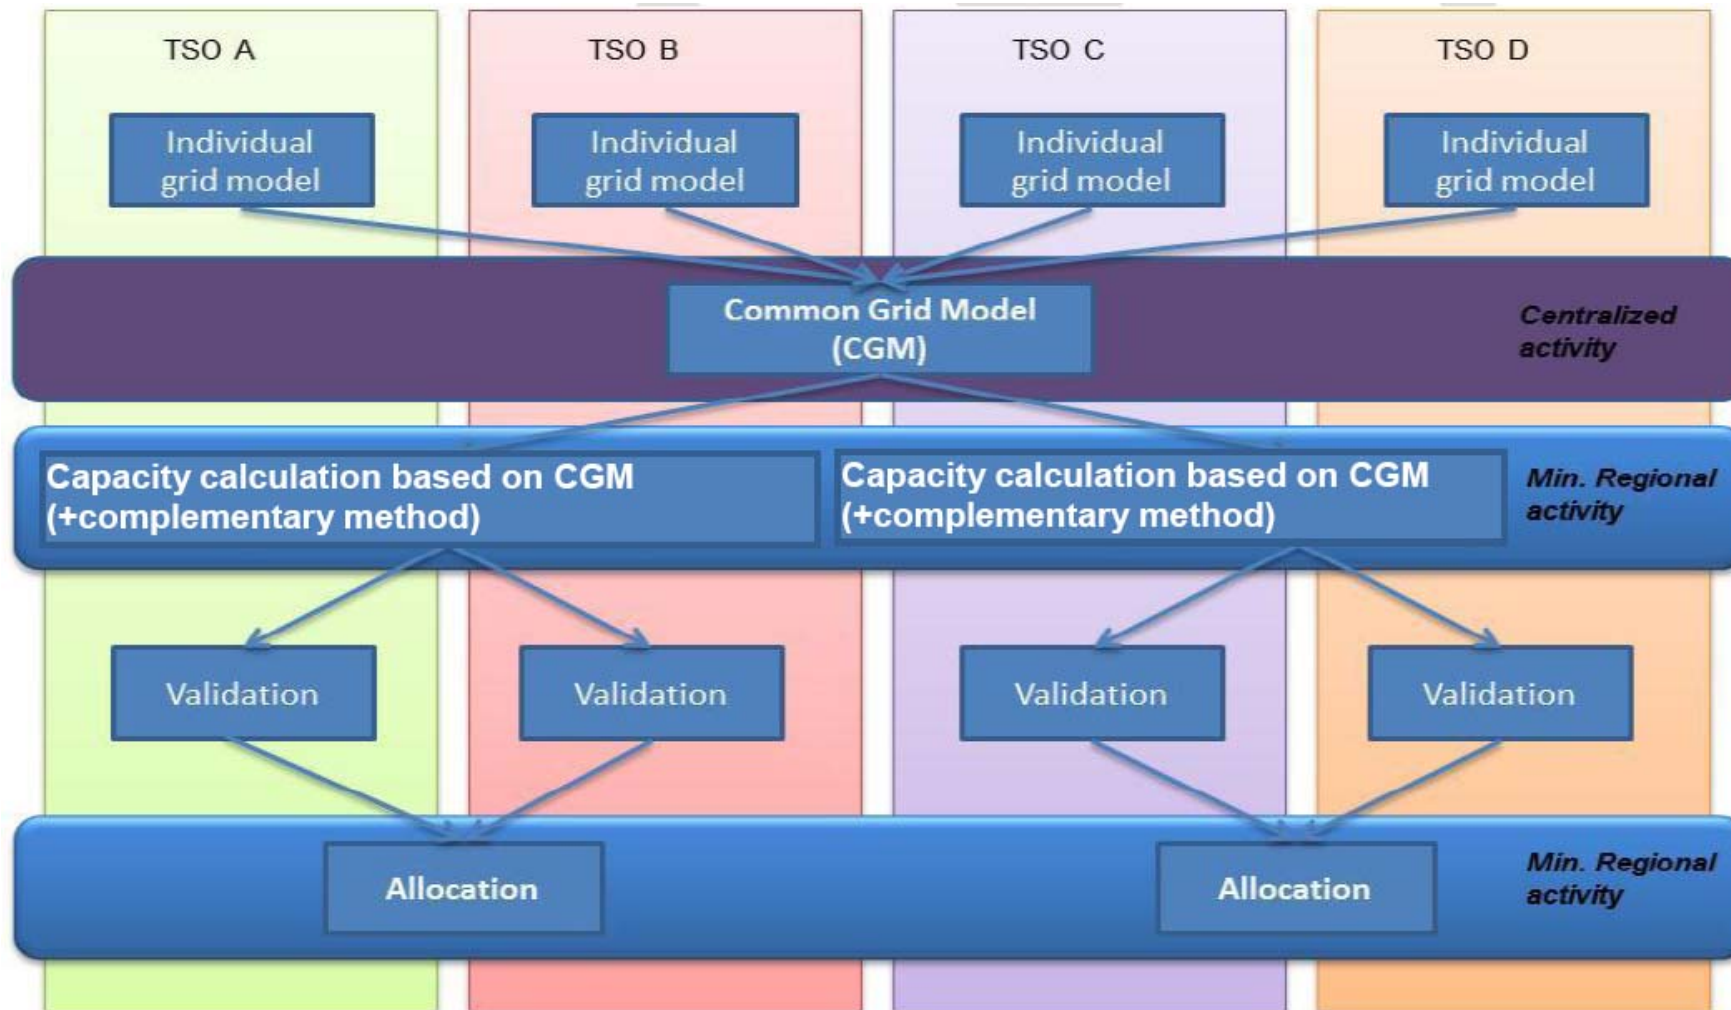 TSO A
TSO B
TSO C
TSO D
Individual
grid model
Individual
grid model
Individual
grid model
Individual
grid model
Common Grid Model
(CGM)
Centralized
activity
Capacity calculation based on CGM
(+complementary method)
Capacity calculation based on CGM
(+complementary method)
Min. Regional
activity
Validation
Validation
Validation
Validation
Allocation
Allocation
Min. Regional
activity